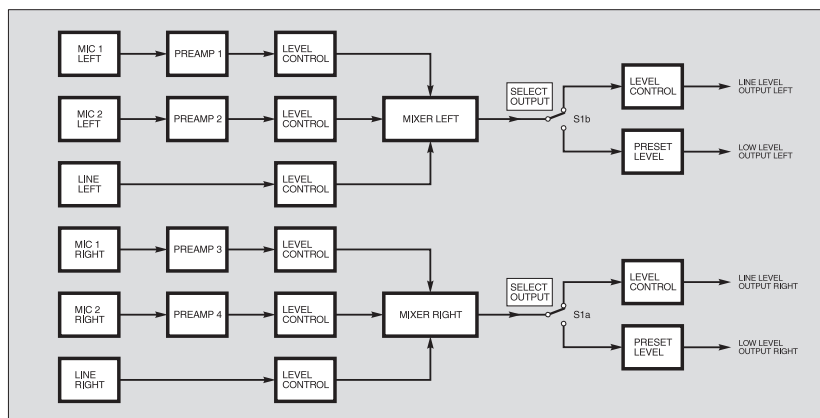 MIC 1
LEFT
PREAMP 1
LEVEL
CONTROL
MIC 2
LEFT
PREAMP 2
LEVEL
CONTROL
MIXER LEFT
SELECT
OUTPUT
S1b
LEVEL
CONTROL
LINE LEVEL
OUTPUT LEFT
PRESET
LEVEL
LOW LEVEL
OUTPUT LEFT
LINE
LEFT
LEVEL
CONTROL
MIC 1
RIGHT
PREAMP 3
LEVEL
CONTROL
MIC 2
RIGHT
PREAMP 4
LEVEL
CONTROL
MIXER RIGHT
SELECT
OUTPUT
S1a
LEVEL
CONTROL
LINE LEVEL
OUTPUT RIGHT
PRESET
LEVEL
LOW LEVEL
OUTPUT RIGHT
LINE
RIGHT
LEVEL
CONTROL